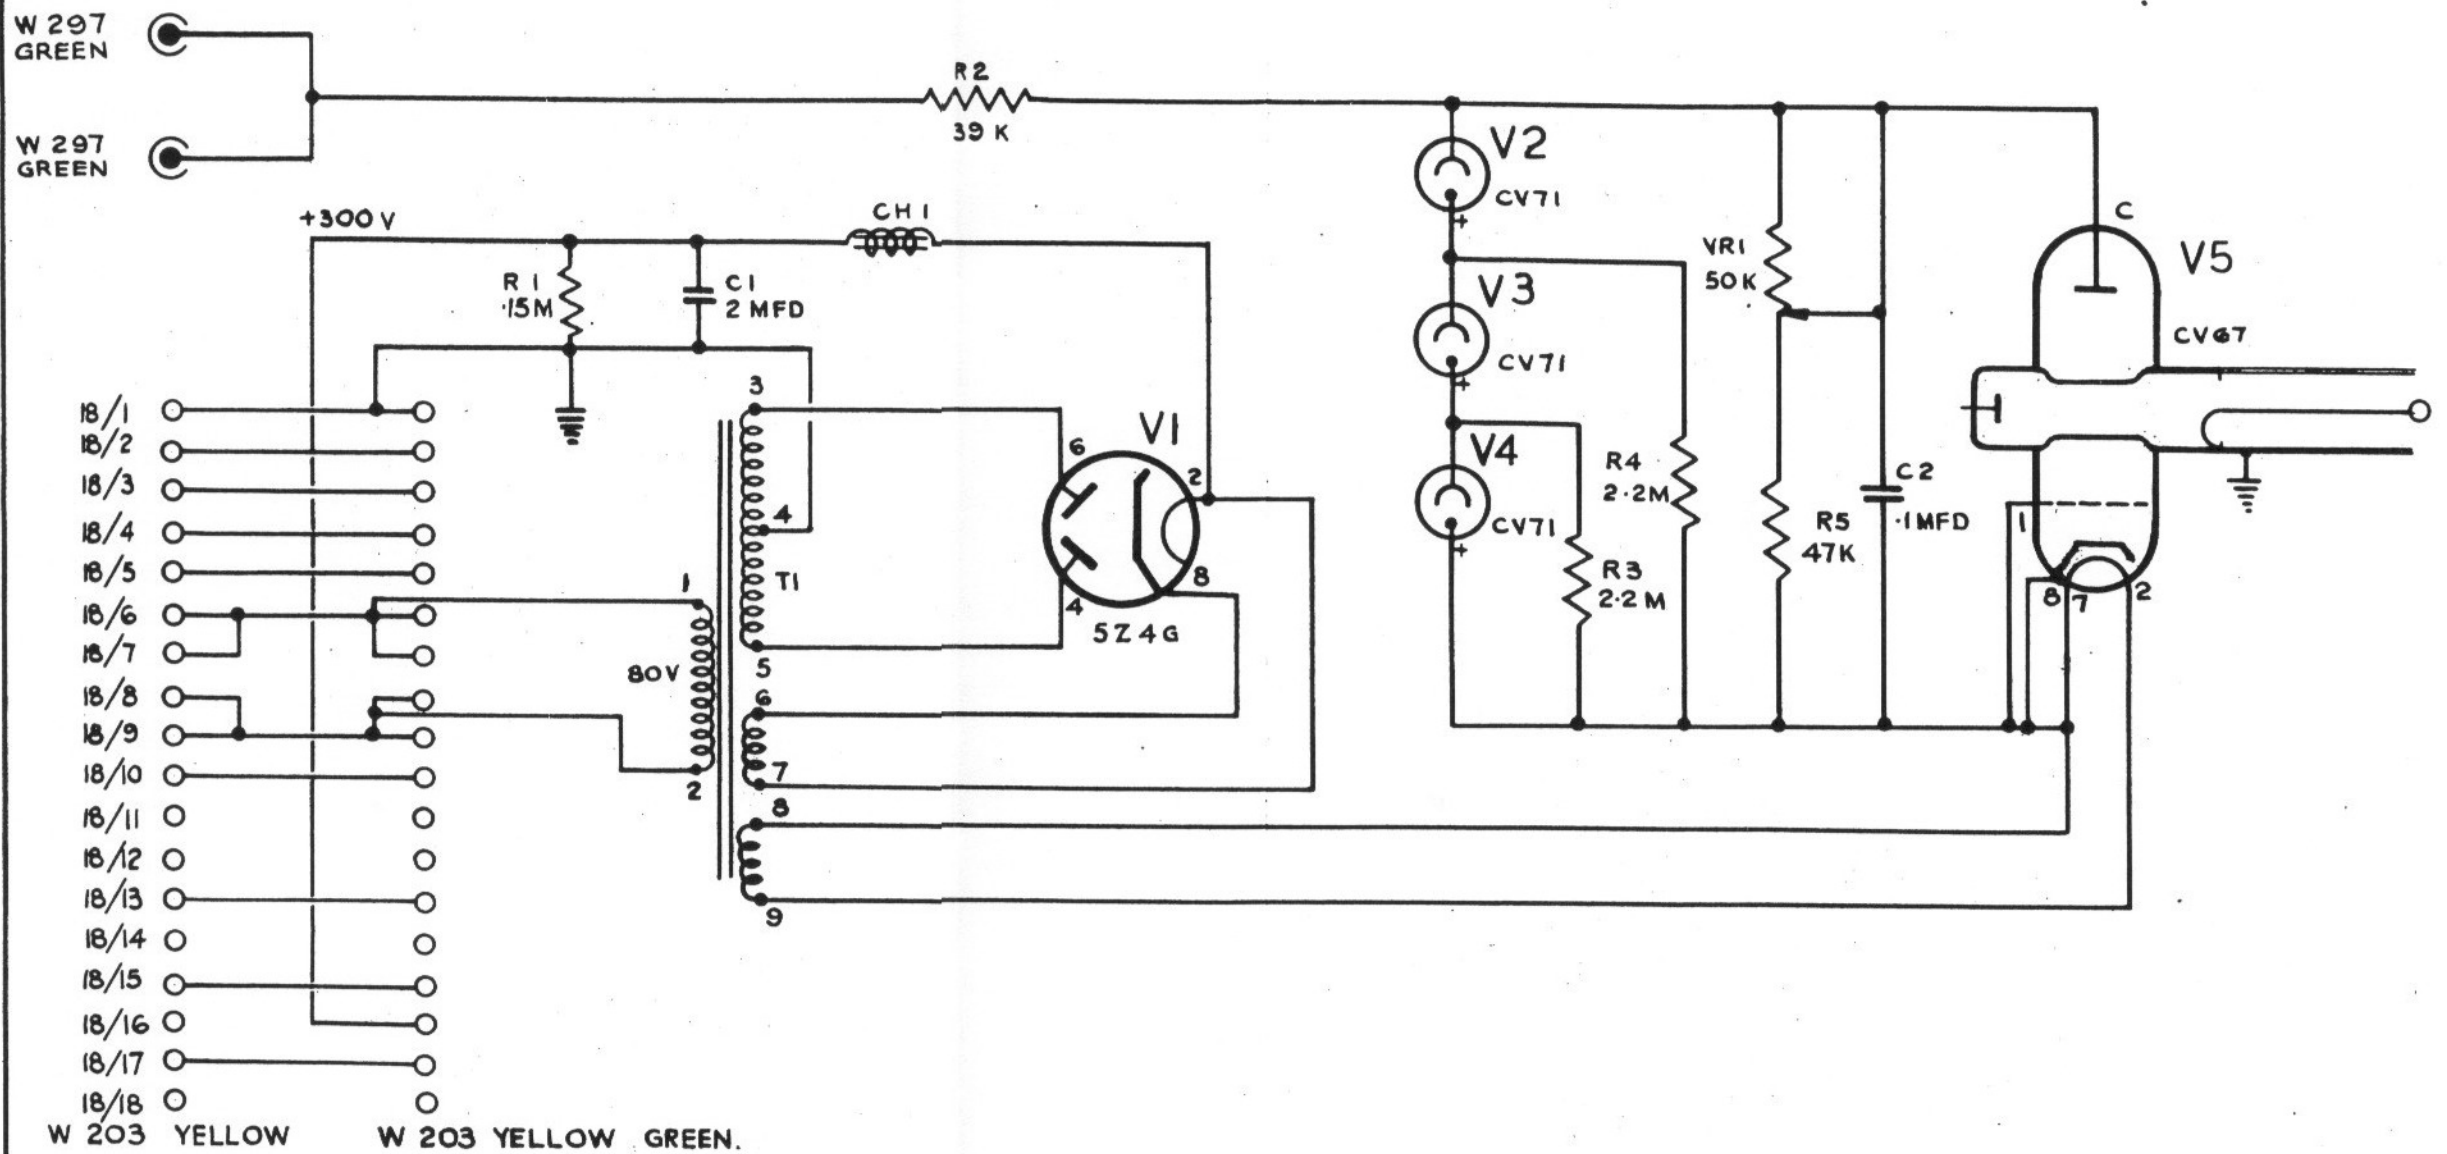 W 297
GREEN
W 297
GREEN
R2
39 K
+300 V
CH 1
R 1
·15M
C1
2 MFD
V2
CV71
V3
CV71
V4
CV71
VR1
50K
R4
2·2M
R3
2·2 M
R5
47K
C2
·1MFD
C
V5
CV67
1
8
7
2
3
4
5
6
7
8
9
T1
1
80V
2
V1
6
2
4
8
5Z4G
18/1
18/2
18/3
18/4
18/5
18/6
18/7
18/8
18/9
18/10
18/11
18/12
18/13
18/14
18/15
18/16
18/17
18/18
W 203 YELLOW
W 203 YELLOW GREEN.
+
+
+